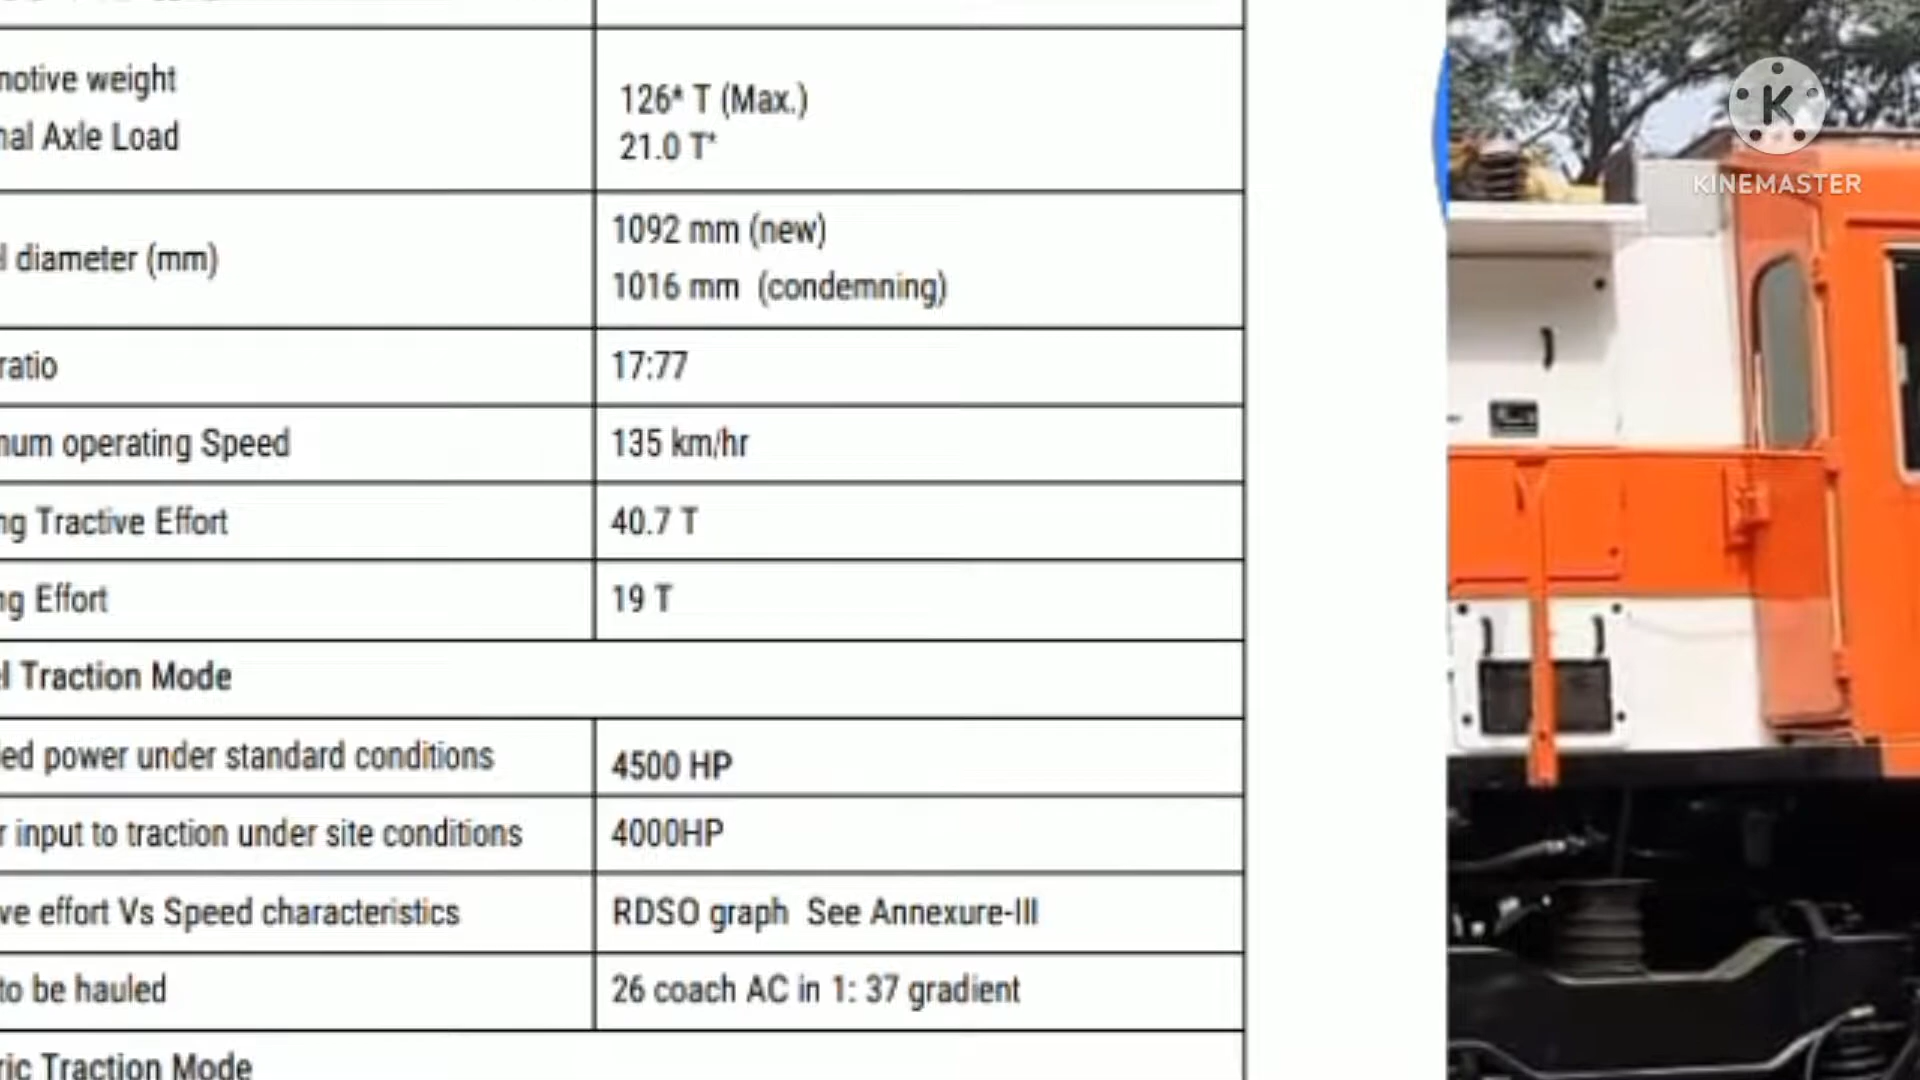 motive weight
nal Axle Load
126* T (Max.)
21.0 T*
l diameter (mm)
1092 mm (new)
1016 mm (condemning)
ratio
17:77
num operating Speed
135 km/hr
ng Tractive Effort
40.7 T
ng Effort
19 T
el Traction Mode
led power under standard conditions
4500 HP
r input to traction under site conditions
4000HP
ve effort Vs Speed characteristics
RDSO graph See Annexure-III
to be hauled
26 coach AC in 1: 37 gradient
ric Traction Mode
K
KINEMASTER